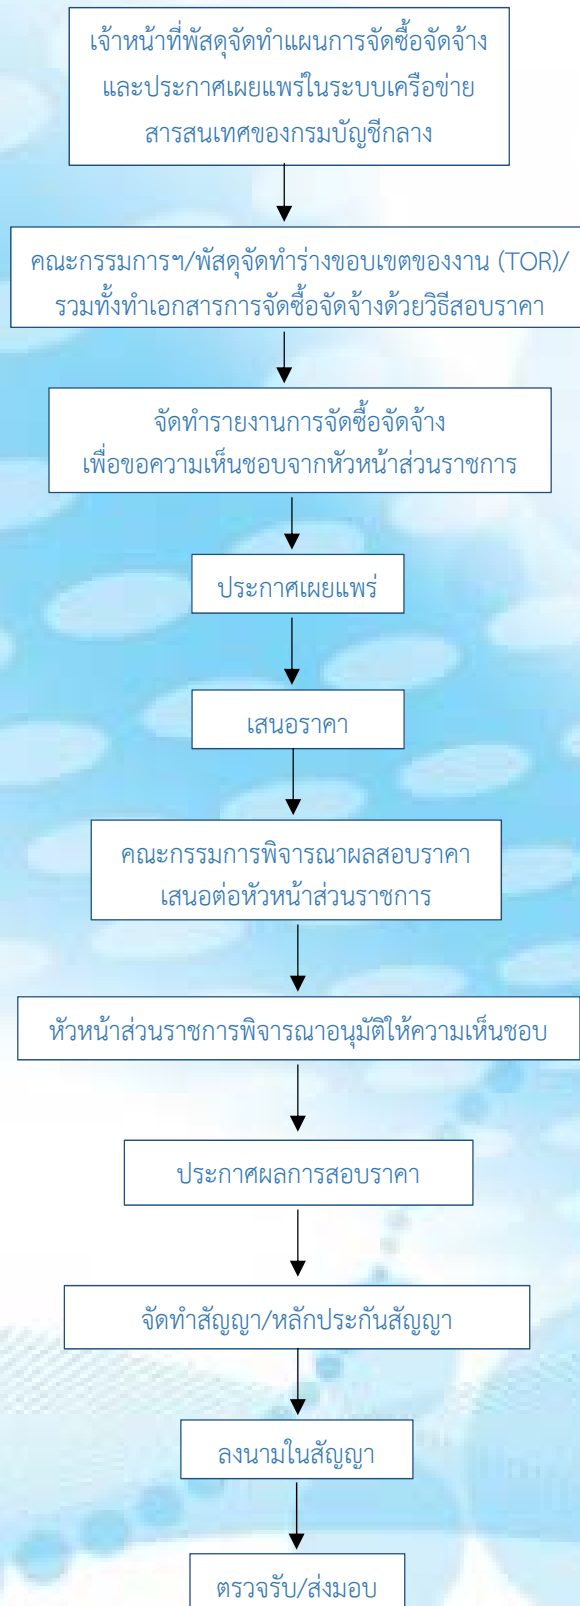 เจ้าหน้าที่พัสดุจัดทำแผนการจัดซื้อจัดจ้าง
และประกาศเผยแพร่ในระบบเครือข่าย
สารสนเทศของกรมบัญชีกลาง
คณะกรรมการฯ/พัสดุจัดทำร่างขอบเขตของงาน (TOR)/
รวมทั้งทำเอกสารการจัดซื้อจัดจ้างด้วยวิธีสอบราคา
จัดทำรายงานการจัดซื้อจัดจ้าง
เพื่อขอความเห็นชอบจากหัวหน้าส่วนราชการ
ประกาศเผยแพร่
เสนอราคา
คณะกรรมการพิจารณาผลสอบราคา
เสนอต่อหัวหน้าส่วนราชการ
หัวหน้าส่วนราชการพิจารณาอนุมัติให้ความเห็นชอบ
ประกาศผลการสอบราคา
จัดทำสัญญา/หลักประกันสัญญา
ลงนามในสัญญา
ตรวจรับ/ส่งมอบ